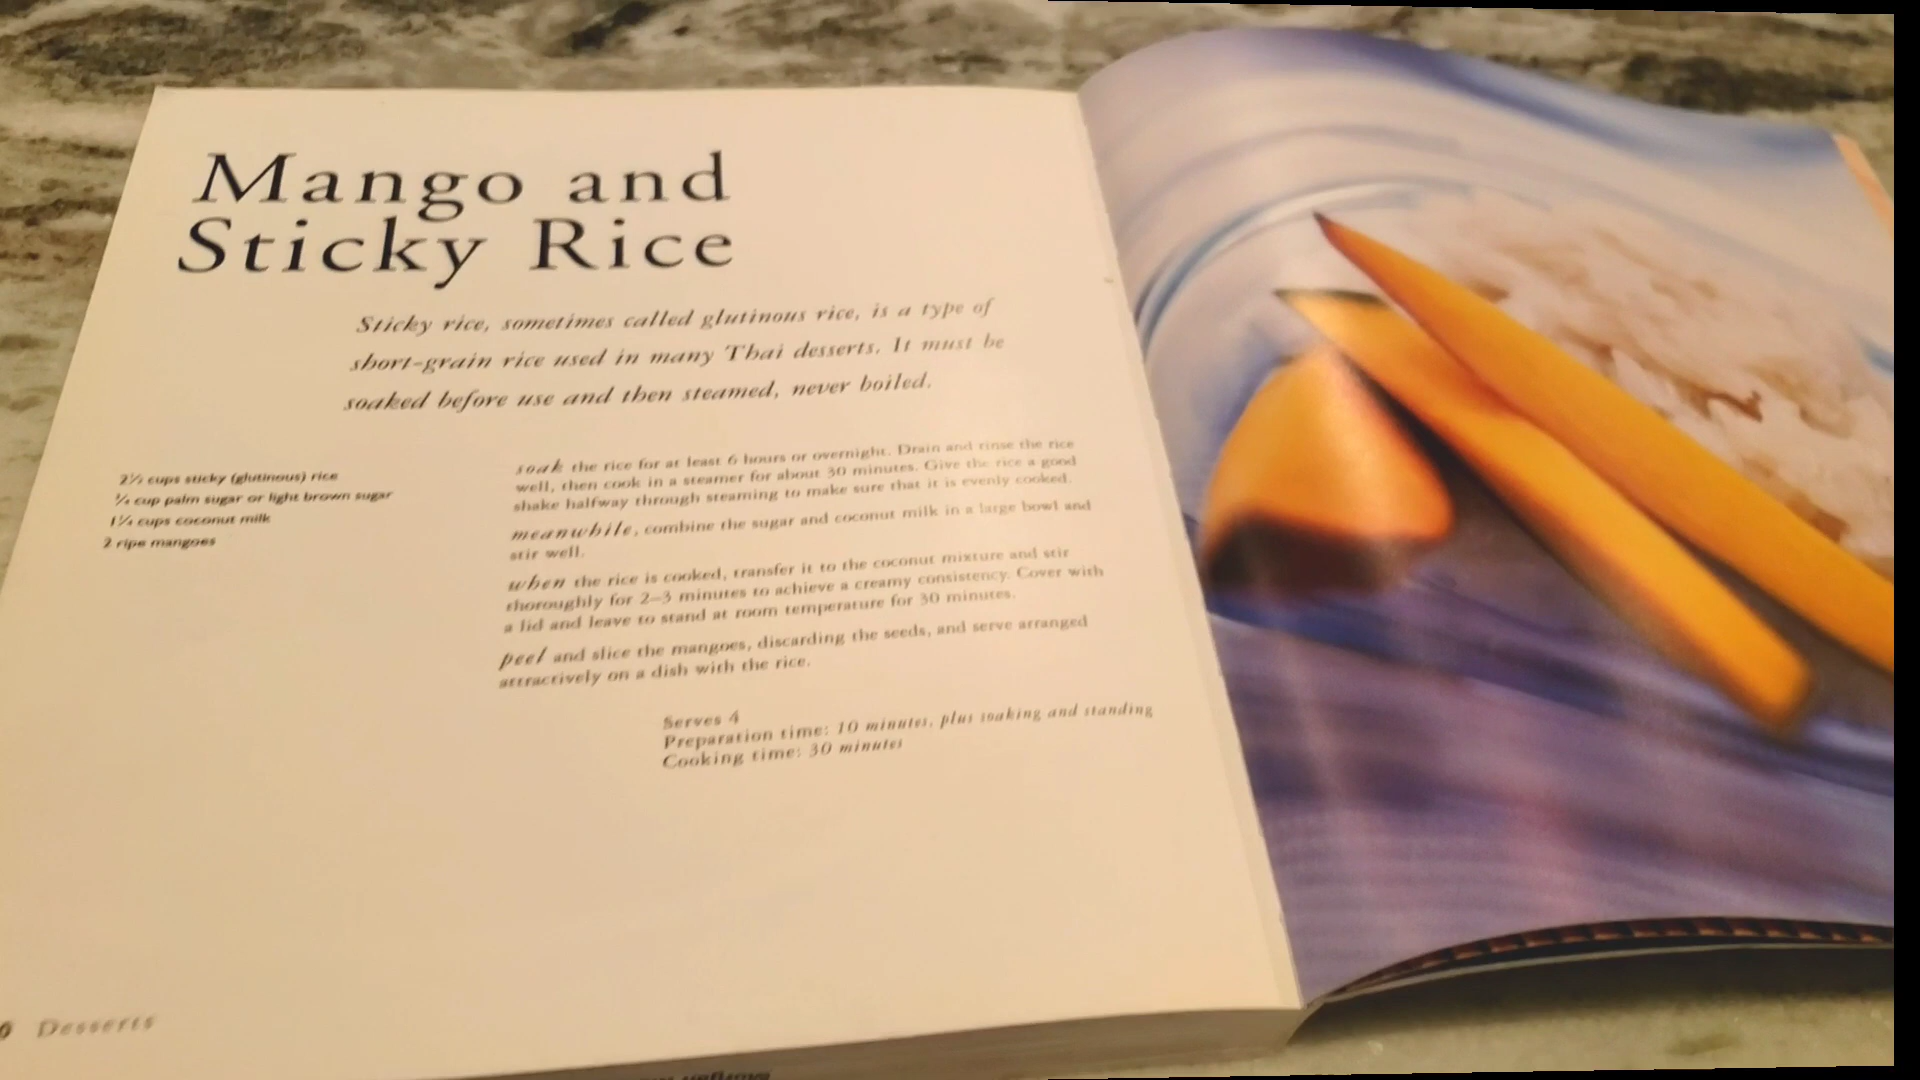 Mango and
Sticky Rice
Sticky rice, sometimes called glutinous rice, is a type of
short-grain rice used in many Thai desserts. It must be
soaked before use and then steamed, never boiled.
cups sticky (glutinous) rice
cup palm sugar or light brown sugar
cups coconut milk
2 ripe mangoes
soak the rice for at least 6 hours or overnight. Drain and rinse the rice
well, then cook in a steamer for about 30 minutes. Give the rice a good
shake halfway through steaming to make sure that it is evenly cooked.
meanwhile, combine the sugar and coconut milk in a large bowl and
stir well.
when the rice is cooked, transfer it to the coconut mixture and stir
thoroughly for 2–3 minutes to achieve a creamy consistency. Cover with
a lid and leave to stand at room temperature for 30 minutes.
peel and slice the mangoes, discarding the seeds, and serve arranged
attractively on a dish with the rice.
Serves 4
Preparation time: 10 minutes, plus soaking and standing
Cooking time: 30 minutes
Desserts